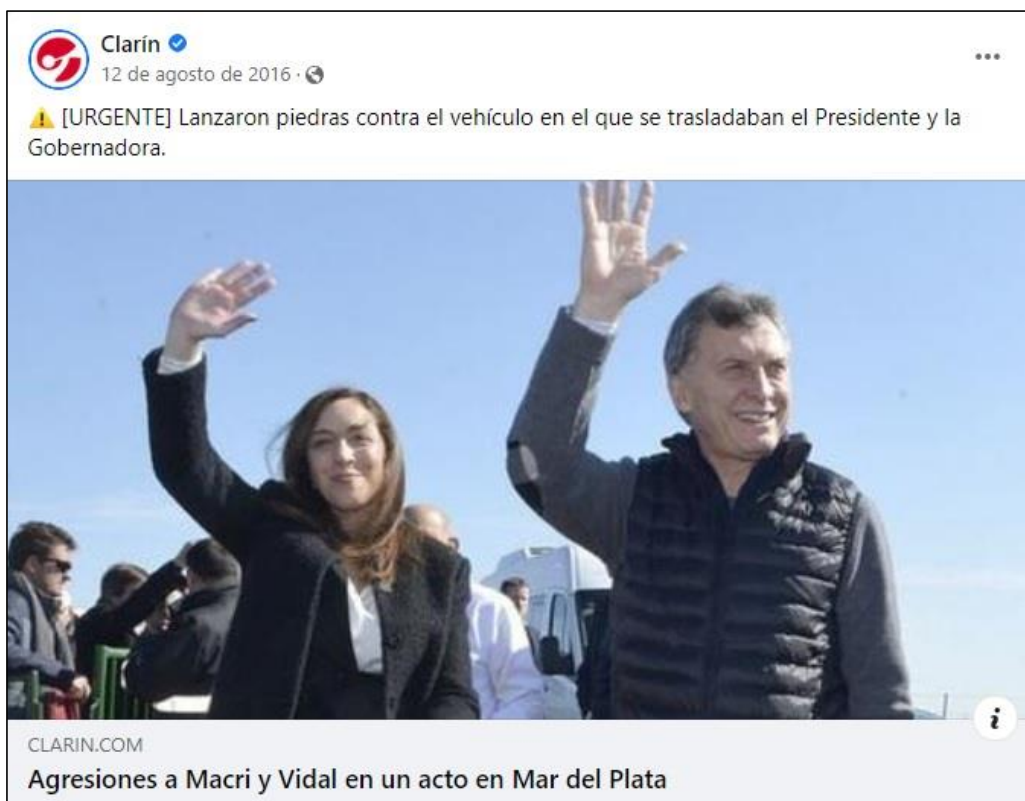 Clarín
12 de agosto de 2016 ·
⚠ [URGENTE] Lanzaron piedras contra el vehículo en el que se trasladaban el Presidente y la
Gobernadora.
CLARIN.COM
Agresiones a Macri y Vidal en un acto en Mar del Plata